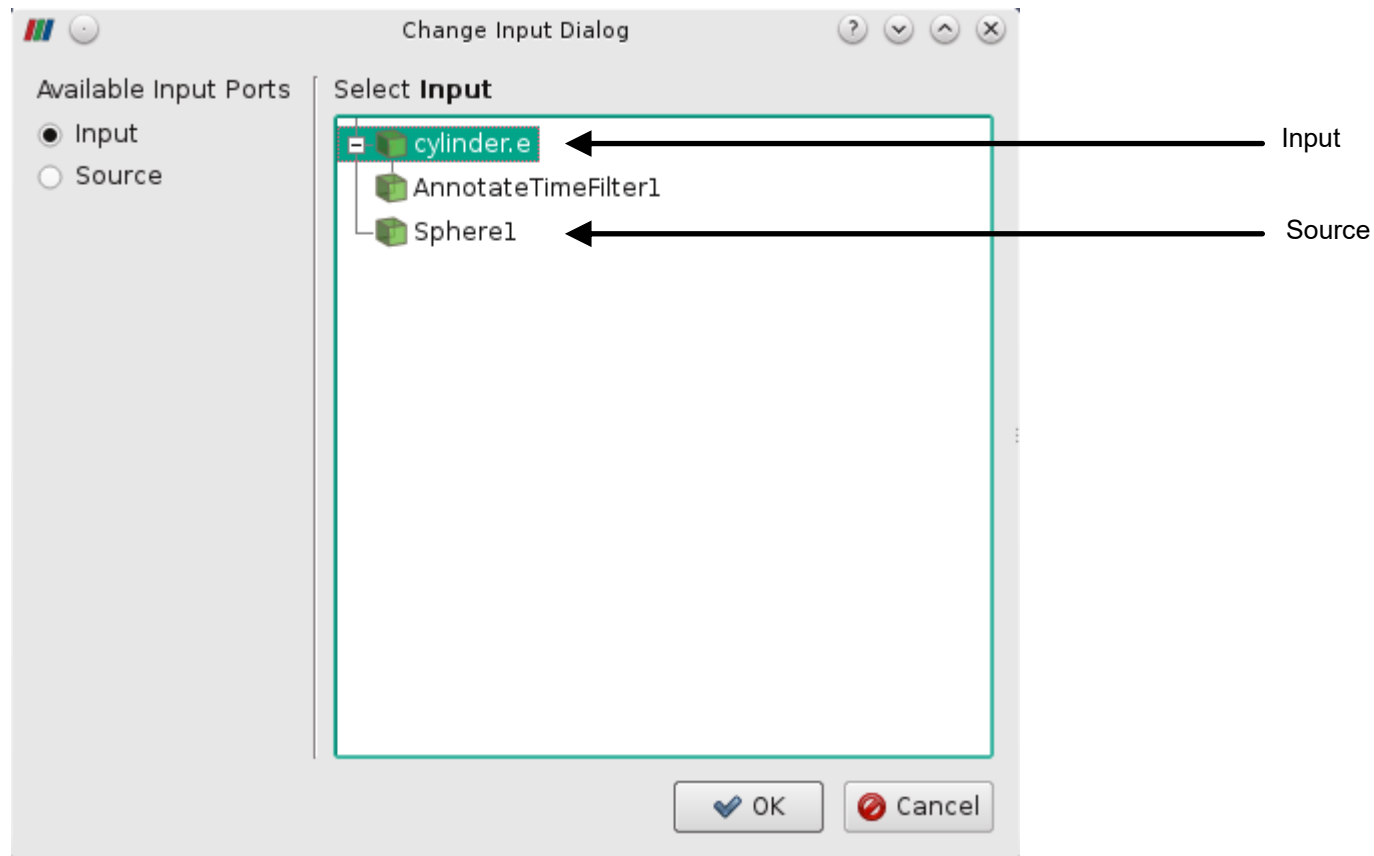 Change Input Dialog
Available Input Ports
Input
Source
Select Input
cylinder.e
AnnotateTimeFilter1
Sphere1
Input
Source
OK
Cancel